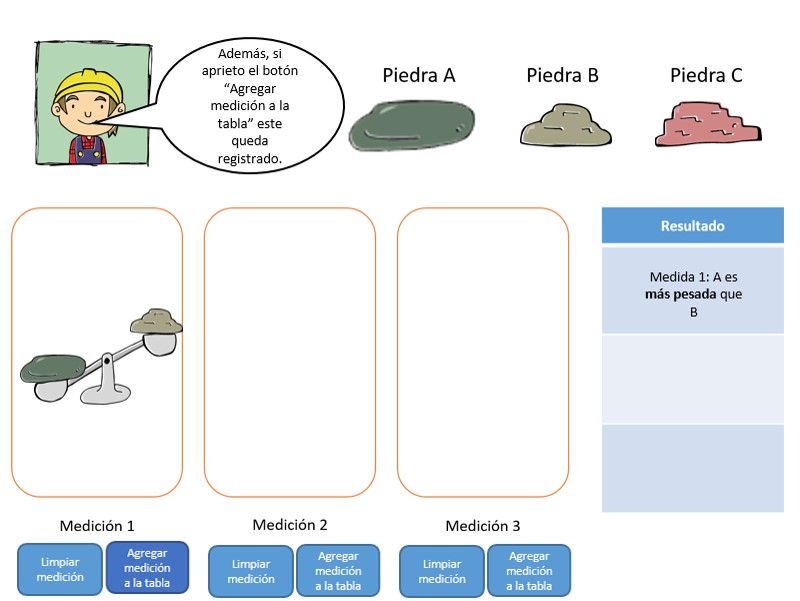 Además, si
aprieto el botón
“Agregar
medición a la
tabla” este
queda
registrado.
Piedra A
Piedra B
Piedra C
Resultado
Medida 1: A es
más pesada que
B
Medición 1
Medición 2
Medición 3
Limpiar
medición
Agregar
medición
a la tabla
Limpiar
medición
Agregar
medición
a la tabla
Limpiar
medición
Agregar
medición
a la tabla